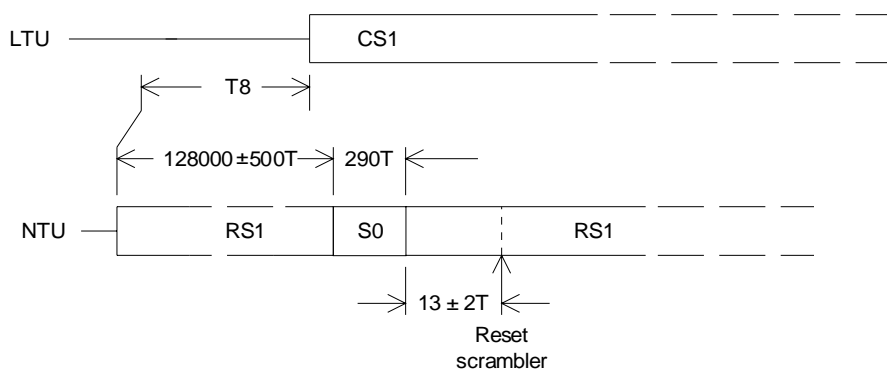 LTU
CS1
T8
128000 ±500T
290T
NTU
RS1
S0
RS1
13 ± 2T
Reset
scrambler